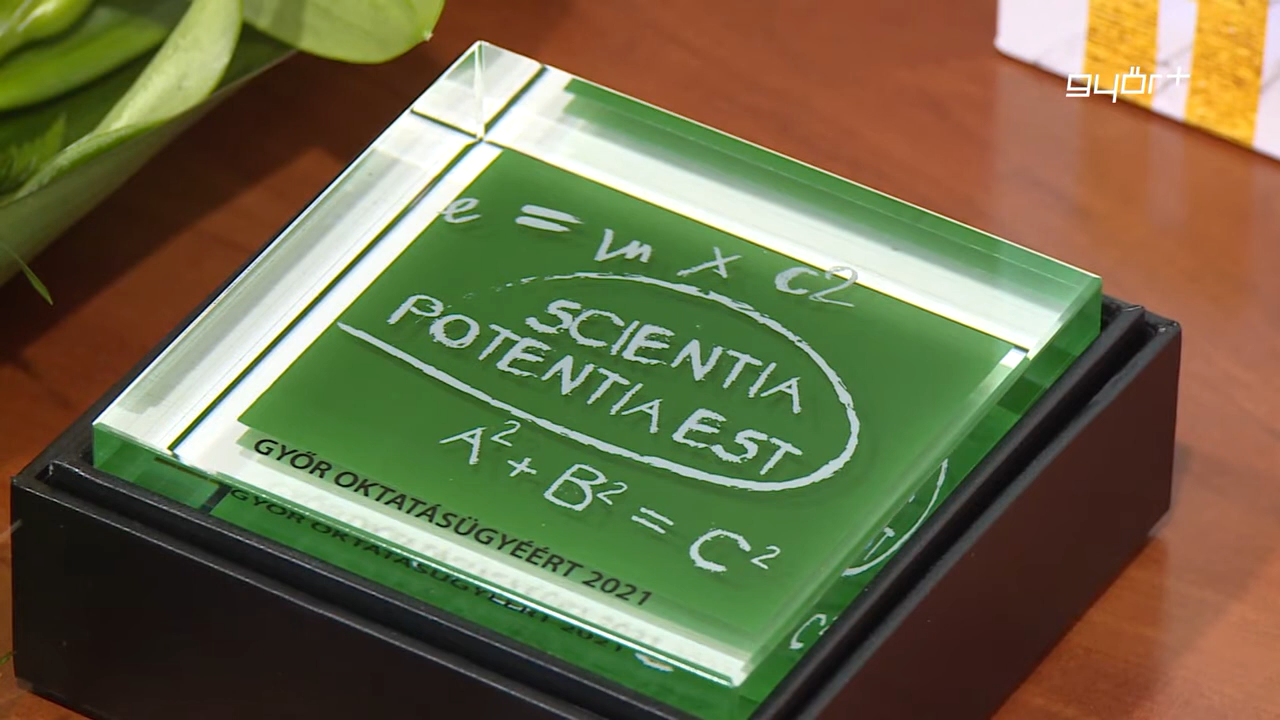 győr+
e = m x c2
SCIENTIA
POTENTIA EST
A² + B² = C²
GYŐR OKTATÁSÜGYÉÉRT 2021